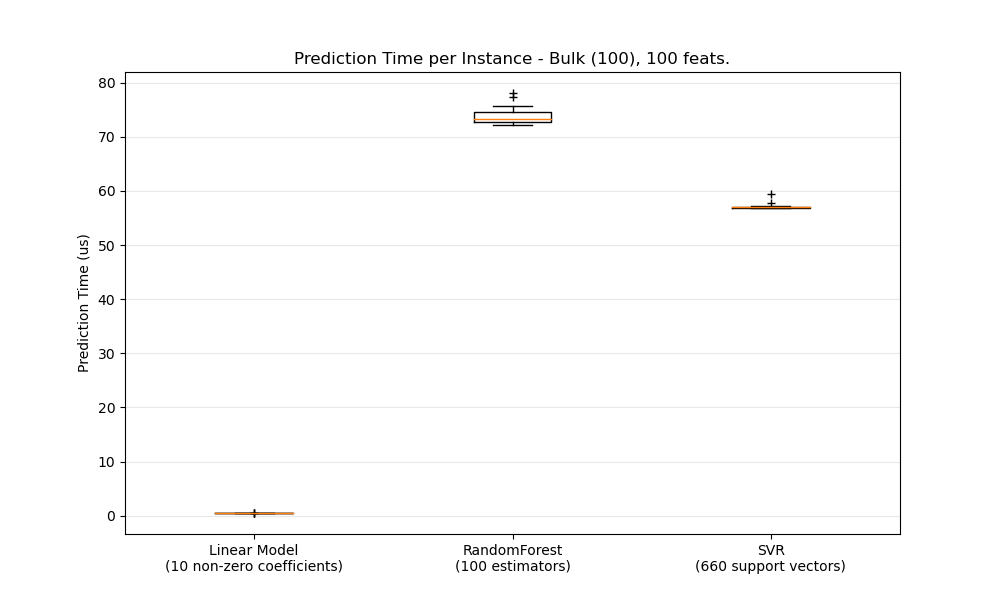 Prediction Time per Instance - Bulk (100), 100 feats.
Prediction Time (us)
80
70
60
50
40
30
20
10
0
Linear Model
(10 non-zero coefficients)
RandomForest
(100 estimators)
SVR
(660 support vectors)